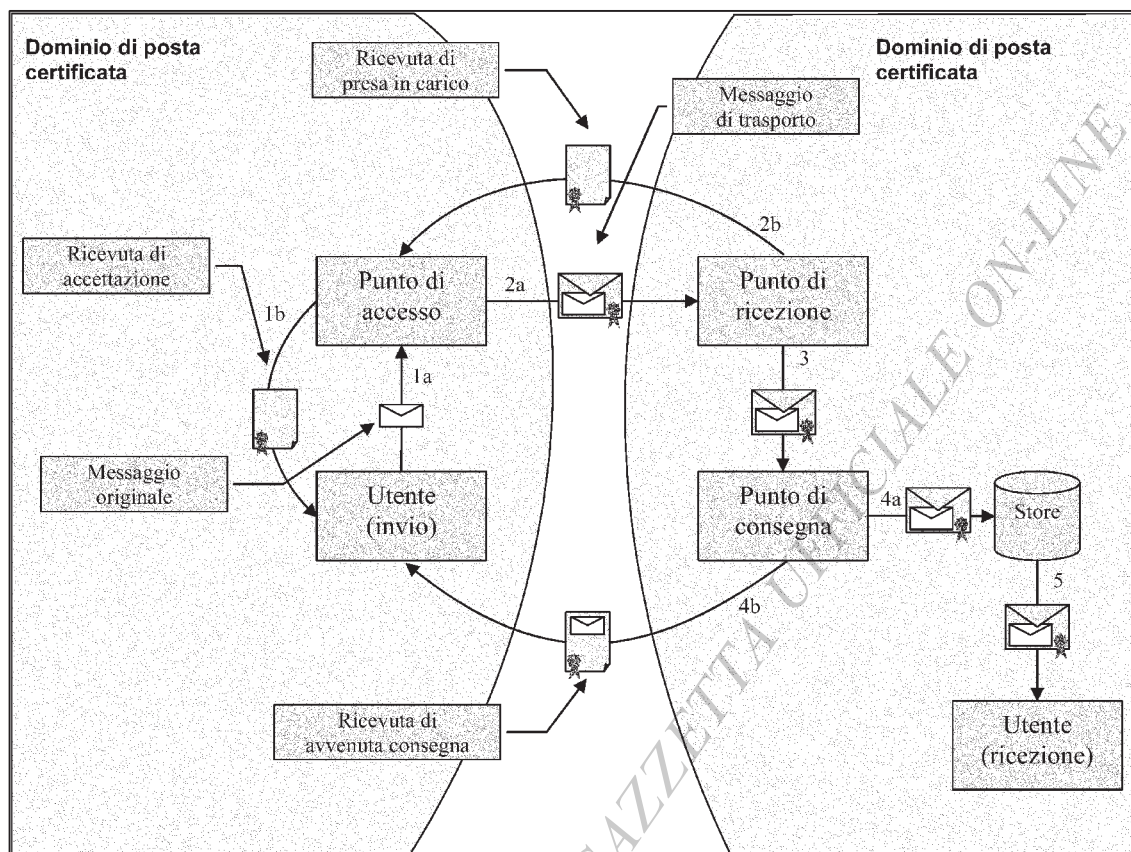 Dominio di posta
certificata
Ricevuta di
presa in carico
Dominio di posta
certificata
Messaggio
di trasporto
2b
Ricevuta di
accettazione
1b
Punto di
accesso
2a
Punto di
ricezione
1a
3
Messaggio
originale
Utente
(invio)
Punto di
consegna
4a
Store
4b
5
Ricevuta di
avvenuta consegna
Utente
(ricezione)
GAZZETTA UFFICIALE ON-LINE